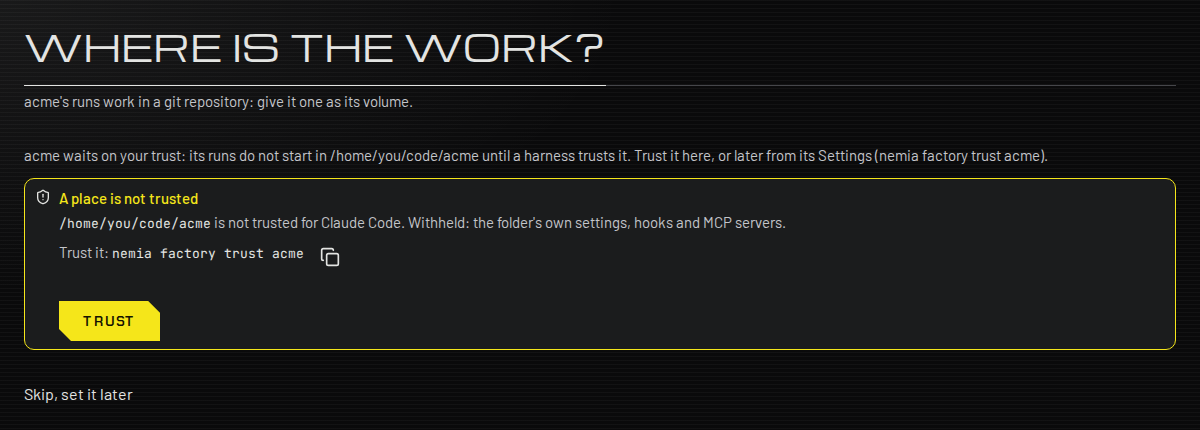 WHERE IS THE WORK?
acme's runs work in a git repository: give it one as its volume.
acme waits on your trust: its runs do not start in /home/you/code/acme until a harness trusts it. Trust it here, or later from its Settings (nemia factory trust acme).
A place is not trusted
/home/you/code/acme is not trusted for Claude Code. Withheld: the folder's own settings, hooks and MCP servers.
Trust it: nemia factory trust acme
TRUST
Skip, set it later